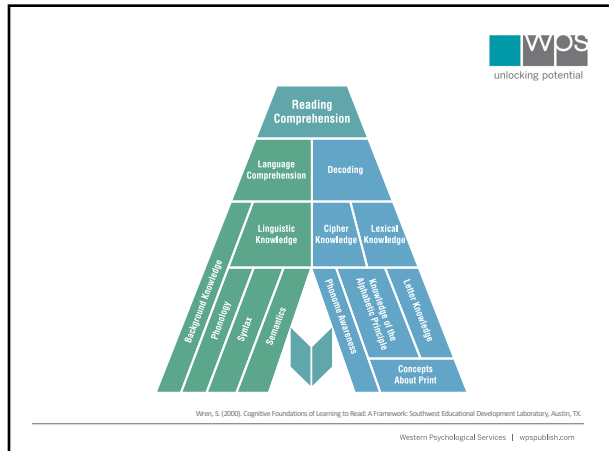 wps
unlocking potential
Reading
Comprehension
Language
Comprehension
Decoding
Linguistic
Knowledge
Cipher
Knowledge
Lexical
Knowledge
Background Knowledge
Phonology
Syntax
Semantics
Phonome Awareness
Knowledge of the
Alphabetic Principle
Letter Knowledge
Concepts
About Print
Wren, S. (2000). Cognitive Foundations of Learning to Read: A Framework: Southwest Educational Development Laboratory, Austin, TX.
Western Psychological Services | wpspublish.com